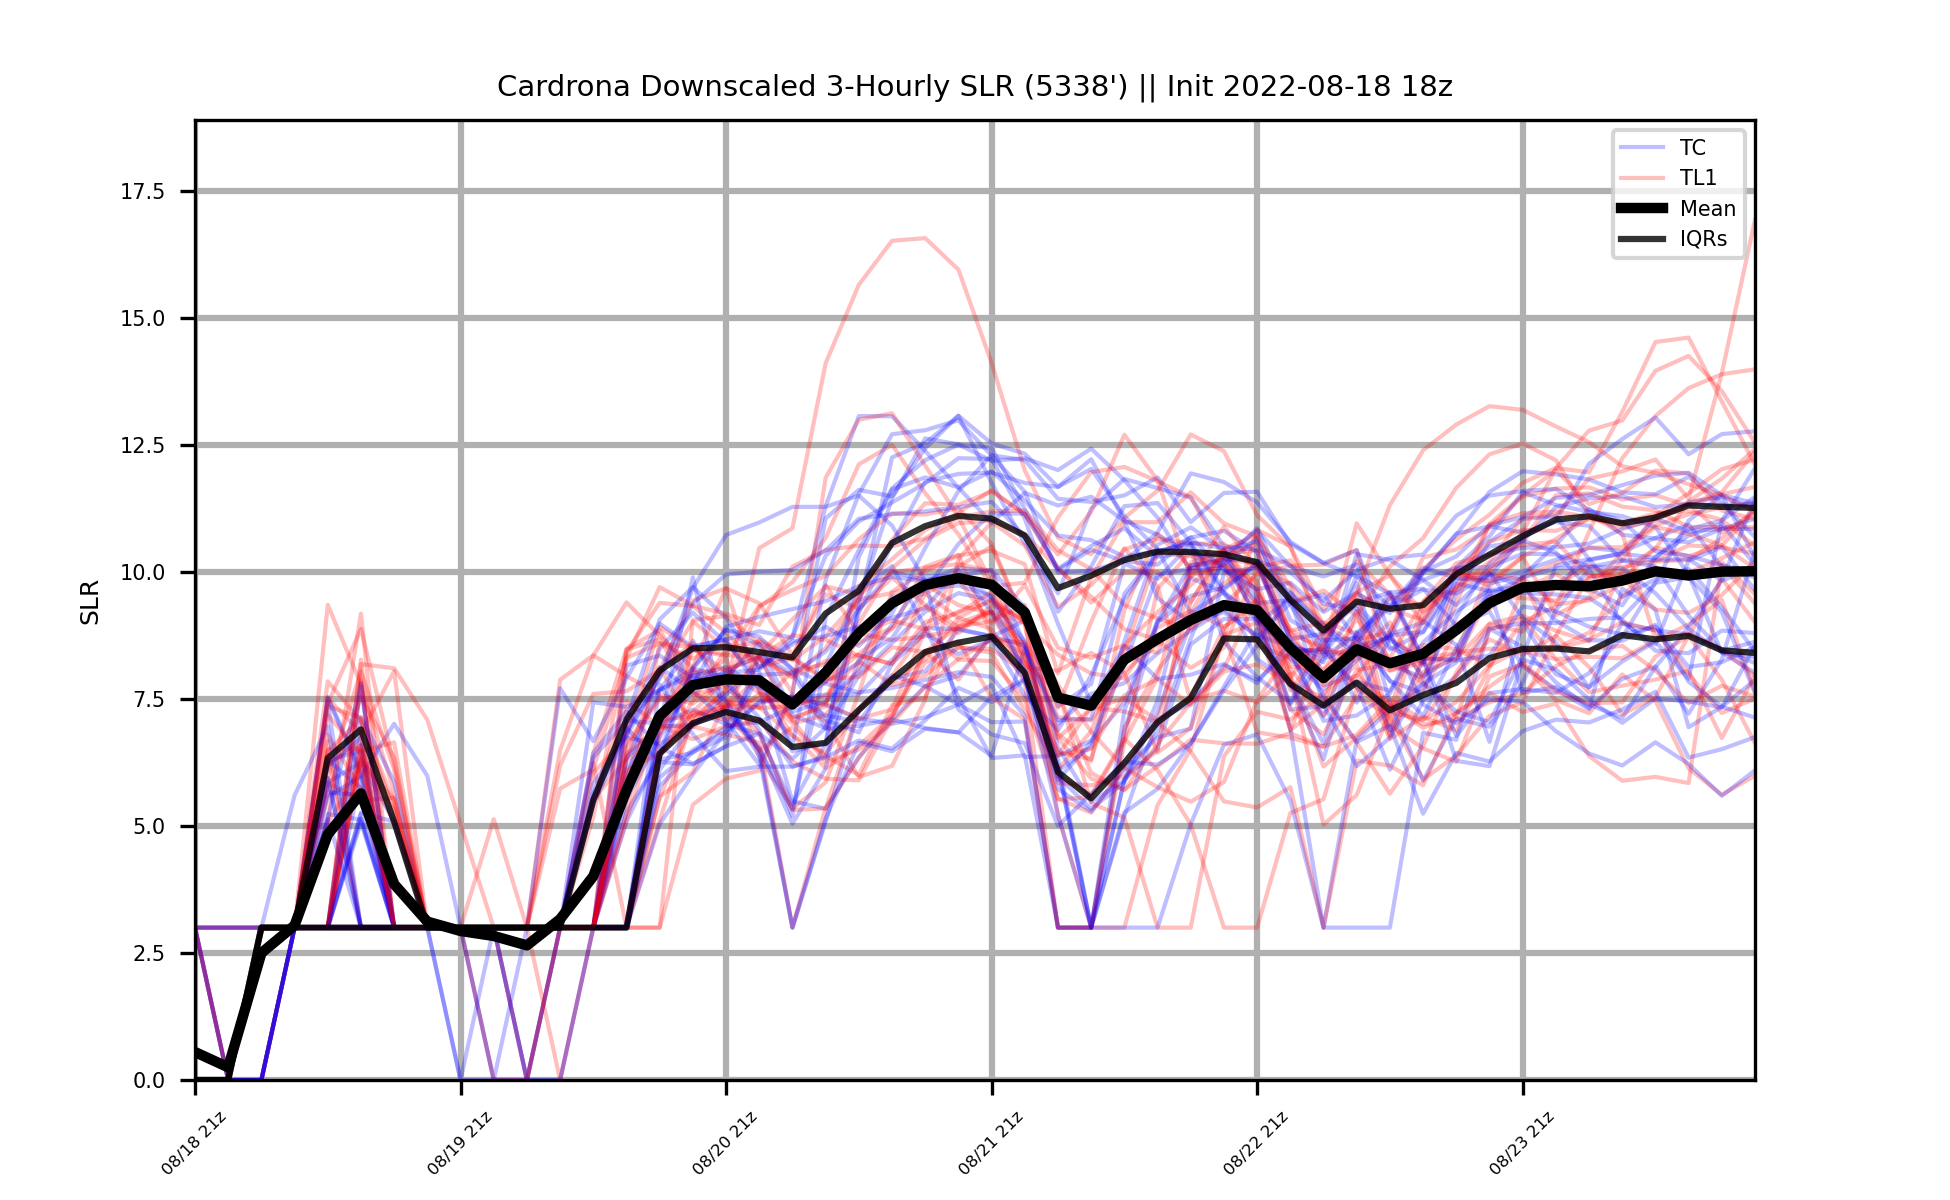 Cardrona Downscaled 3-Hourly SLR (5338') || Init 2022-08-18 18z
TC
TL1
Mean
IQRs
SLR
17.5
15.0
12.5
10.0
7.5
5.0
2.5
0.0
08/18 21z
08/19 21z
08/20 21z
08/21 21z
08/22 21z
08/23 21z